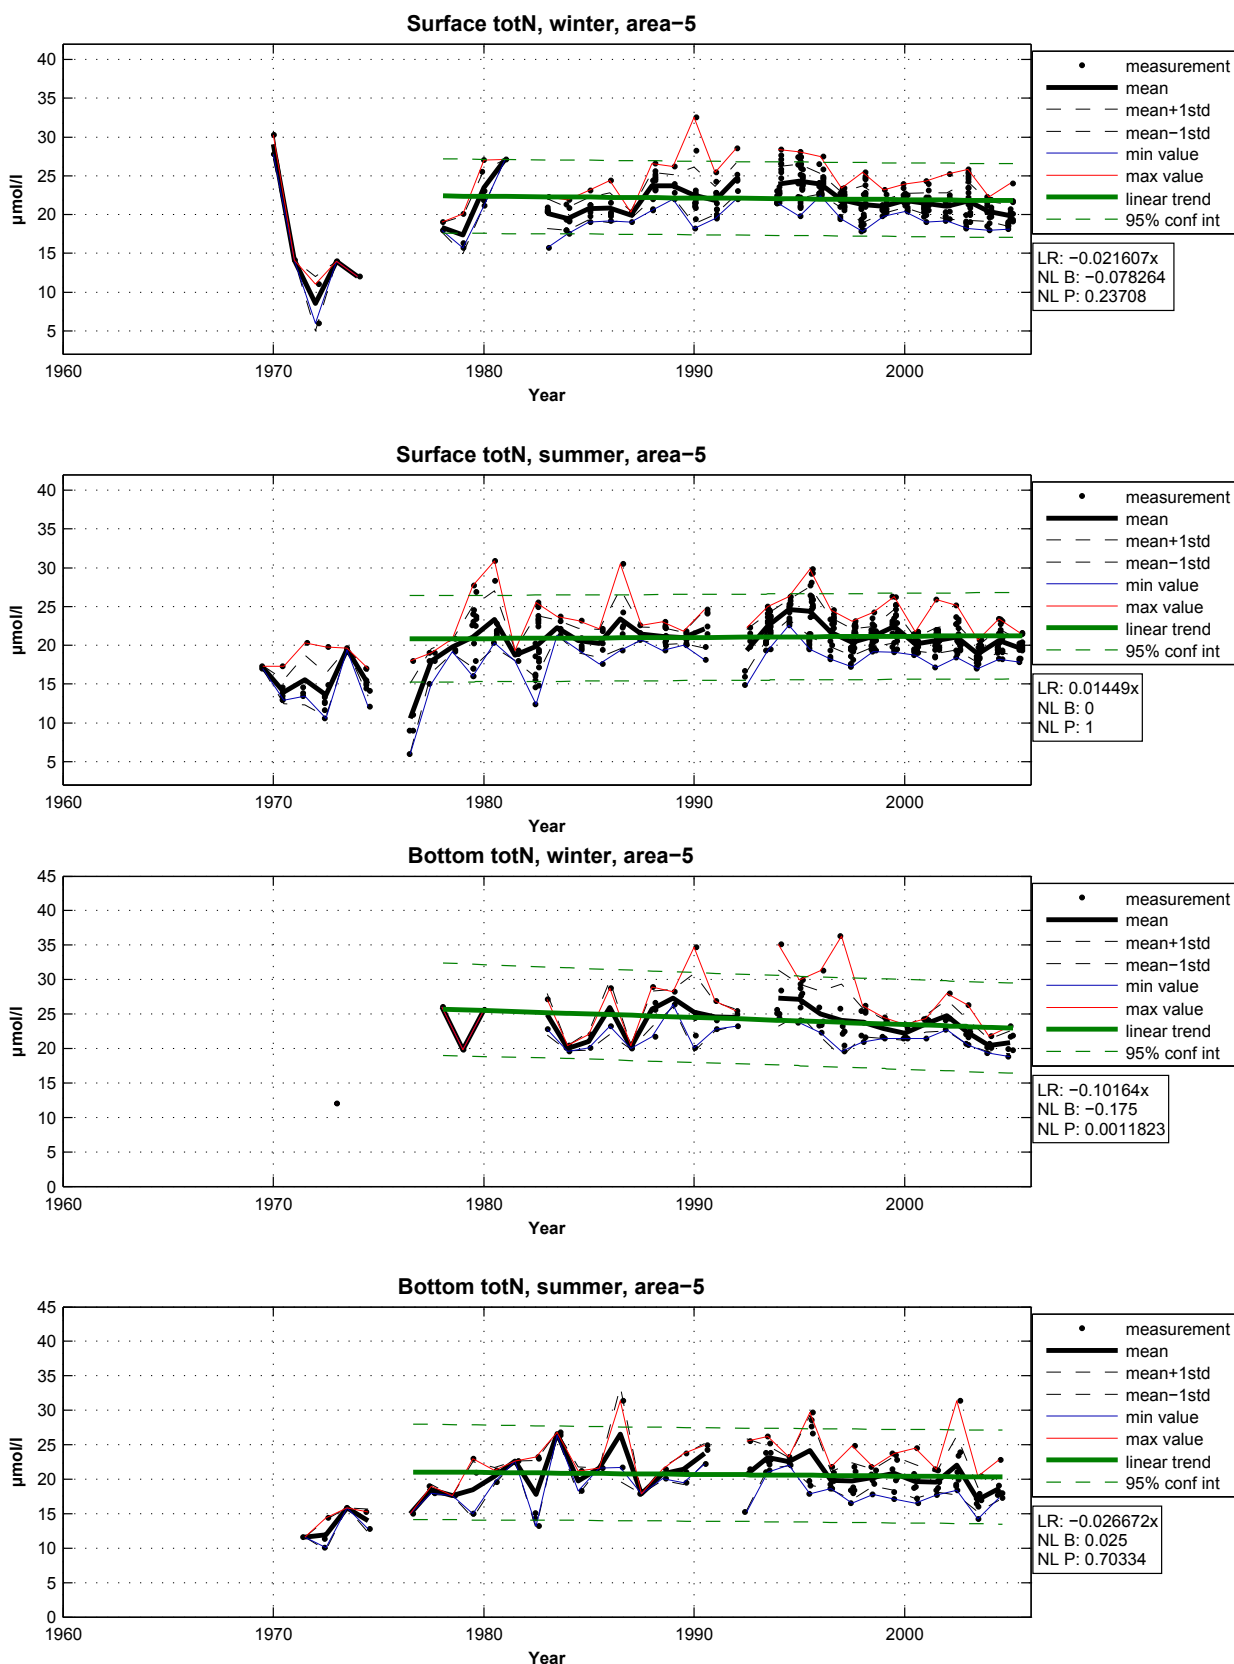 Surface totN, winter, area−5
40
35
30
25
20
15
10
5
µmol/l
1960 1970 1980 1990 2000
Year
measurement
mean
mean+1std
mean−1std
min value
max value
linear trend
95% conf int
LR: −0.021607x
NL B: −0.078264
NL P: 0.23708
Surface totN, summer, area−5
40
35
30
25
20
15
10
5
µmol/l
1960 1970 1980 1990 2000
Year
measurement
mean
mean+1std
mean−1std
min value
max value
linear trend
95% conf int
LR: 0.01449x
NL B: 0
NL P: 1
Bottom totN, winter, area−5
45
40
35
30
25
20
15
10
5
0
µmol/l
1960 1970 1980 1990 2000
Year
measurement
mean
mean+1std
mean−1std
min value
max value
linear trend
95% conf int
LR: −0.10164x
NL B: −0.175
NL P: 0.0011823
Bottom totN, summer, area−5
45
40
35
30
25
20
15
10
5
0
µmol/l
1960 1970 1980 1990 2000
Year
measurement
mean
mean+1std
mean−1std
min value
max value
linear trend
95% conf int
LR: −0.026672x
NL B: 0.025
NL P: 0.70334